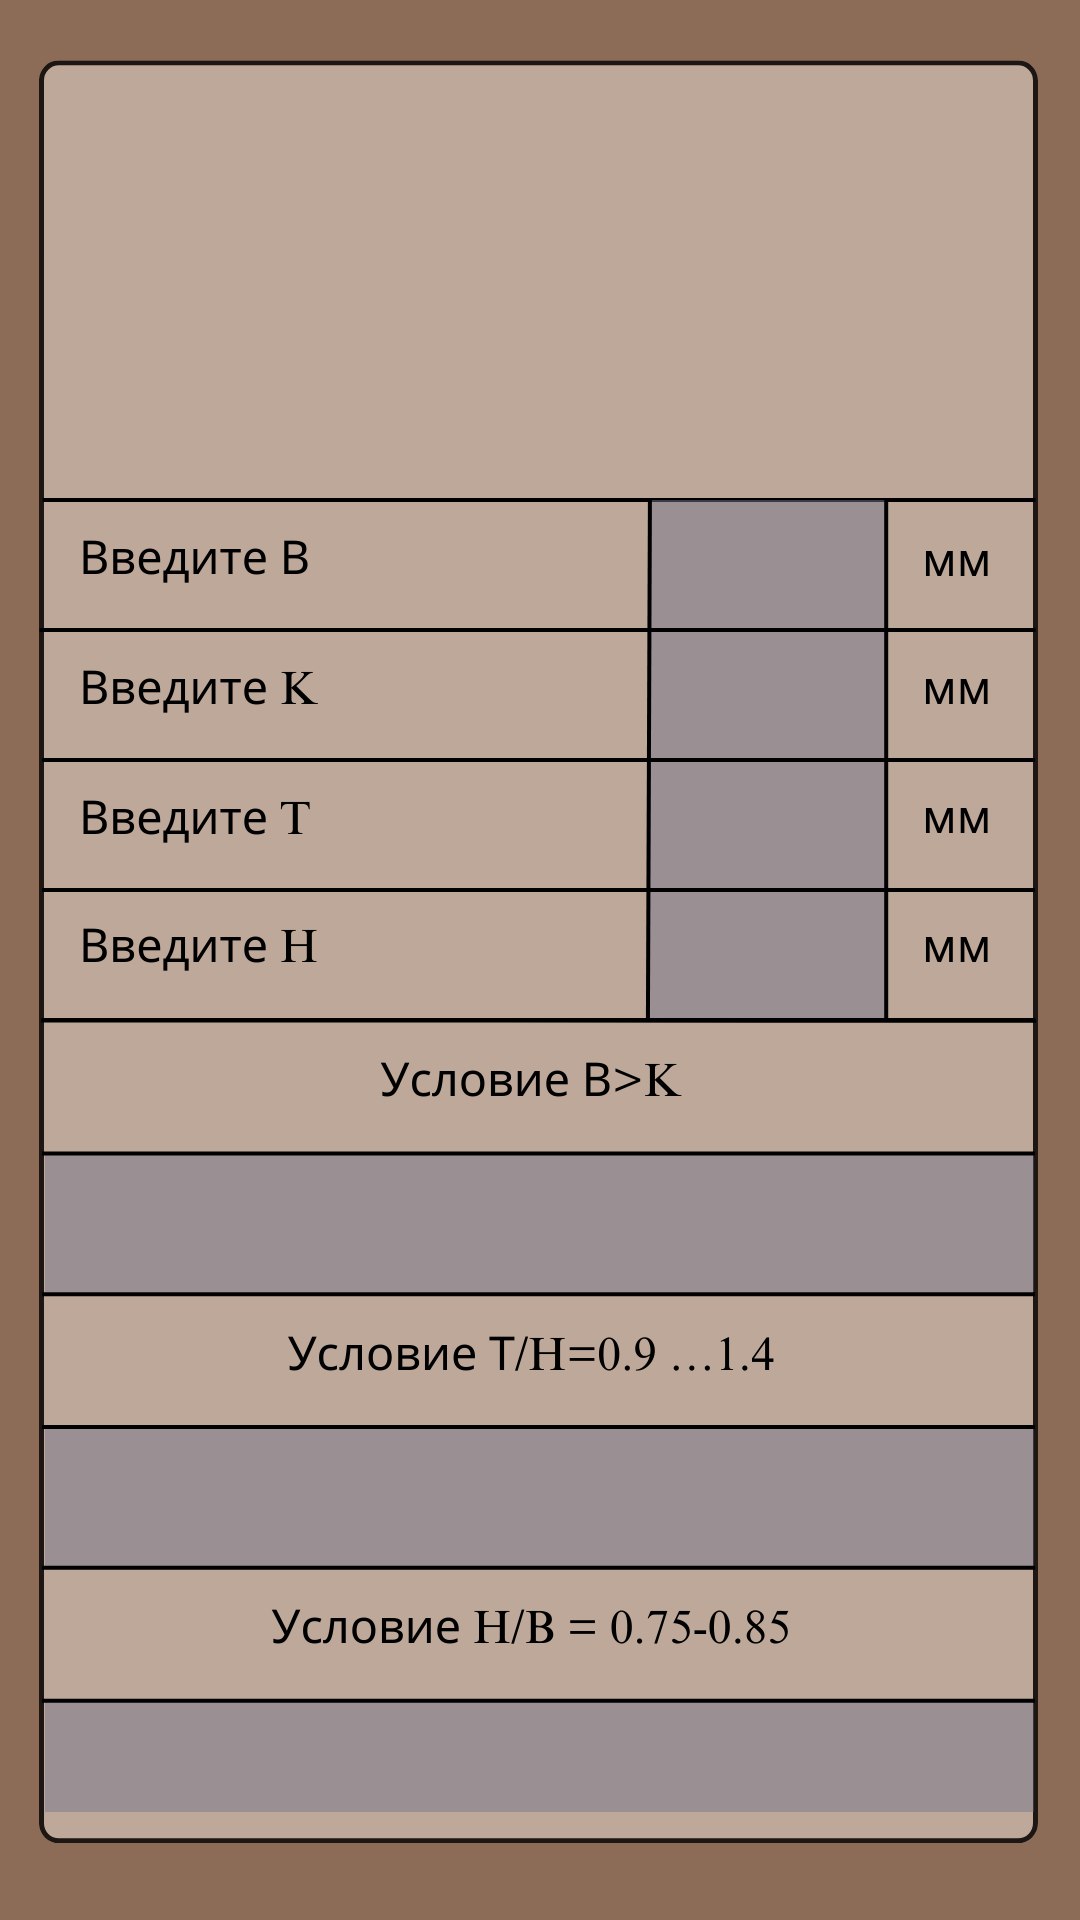 Введите В
мм
Введите K
мм
Введите T
мм
Введите H
мм
Условие В>K
Условие Т/H=0.9 …1.4
Условие H/B = 0.75-0.85